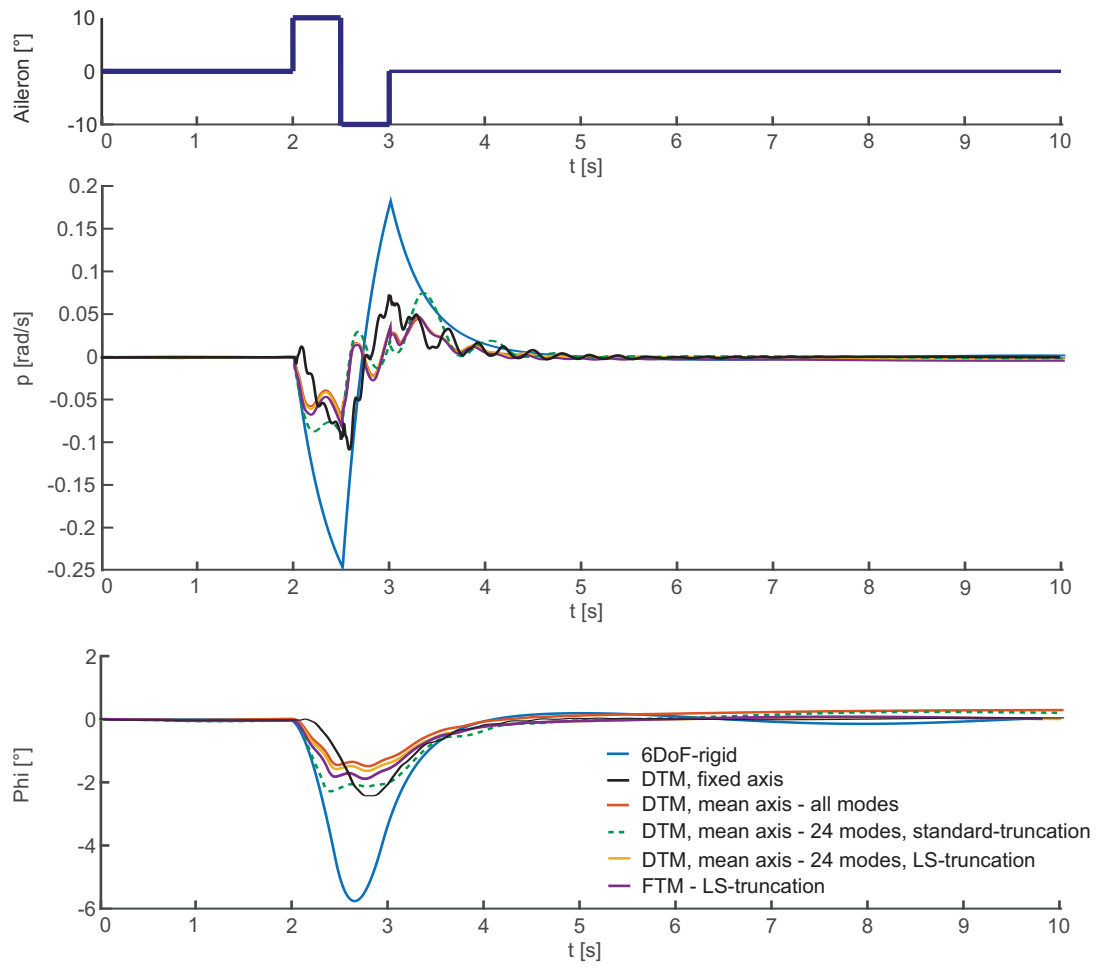 Aileron [°]
10
0
-10
0 1 2 3 4 5 6 7 8 9 10
t [s]
p [rad/s]
0.2
0.15
0.1
0.05
0
-0.05
-0.1
-0.15
-0.2
-0.25
0 1 2 3 4 5 6 7 8 9 10
t [s]
Phi [°]
2
0
-2
-4
-6
6DoF-rigid
DTM, fixed axis
DTM, mean axis - all modes
DTM, mean axis - 24 modes, standard-truncation
DTM, mean axis - 24 modes, LS-truncation
FTM - LS-truncation
0 1 2 3 4 5 6 7 8 9 10
t [s]